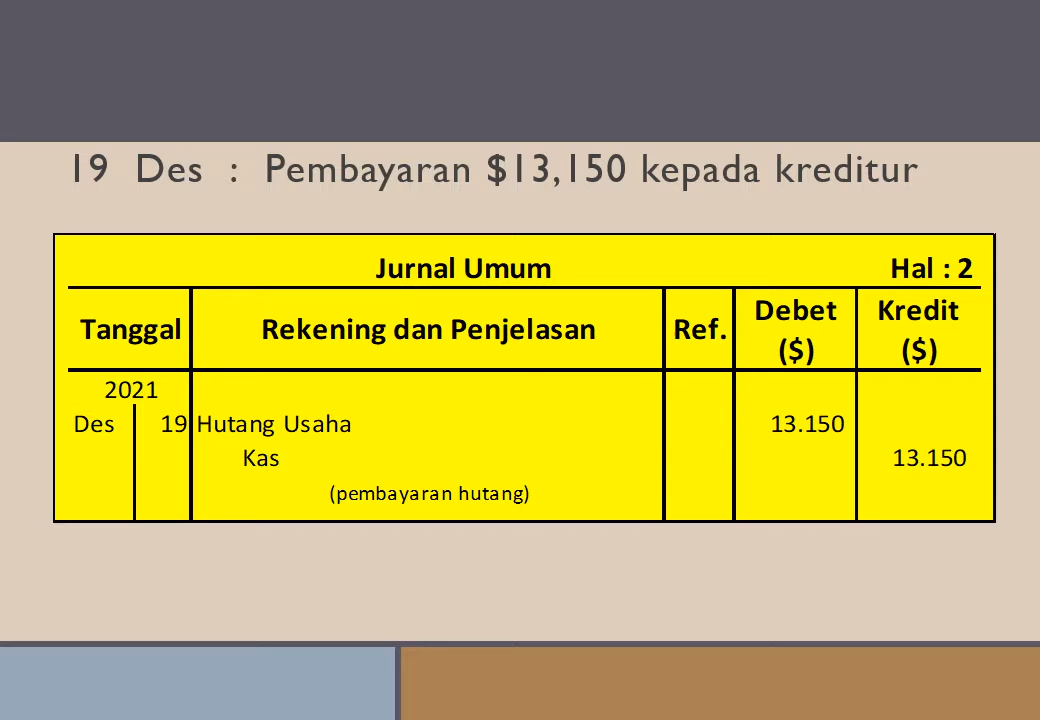 19 Des : Pembayaran $13,150 kepada kreditur
Jurnal Umum Hal : 2
Tanggal Rekening dan Penjelasan Ref. Debet ($) Kredit ($)
2021
Des 19 Hutang Usaha 13.150
Kas 13.150
(pembayaran hutang)